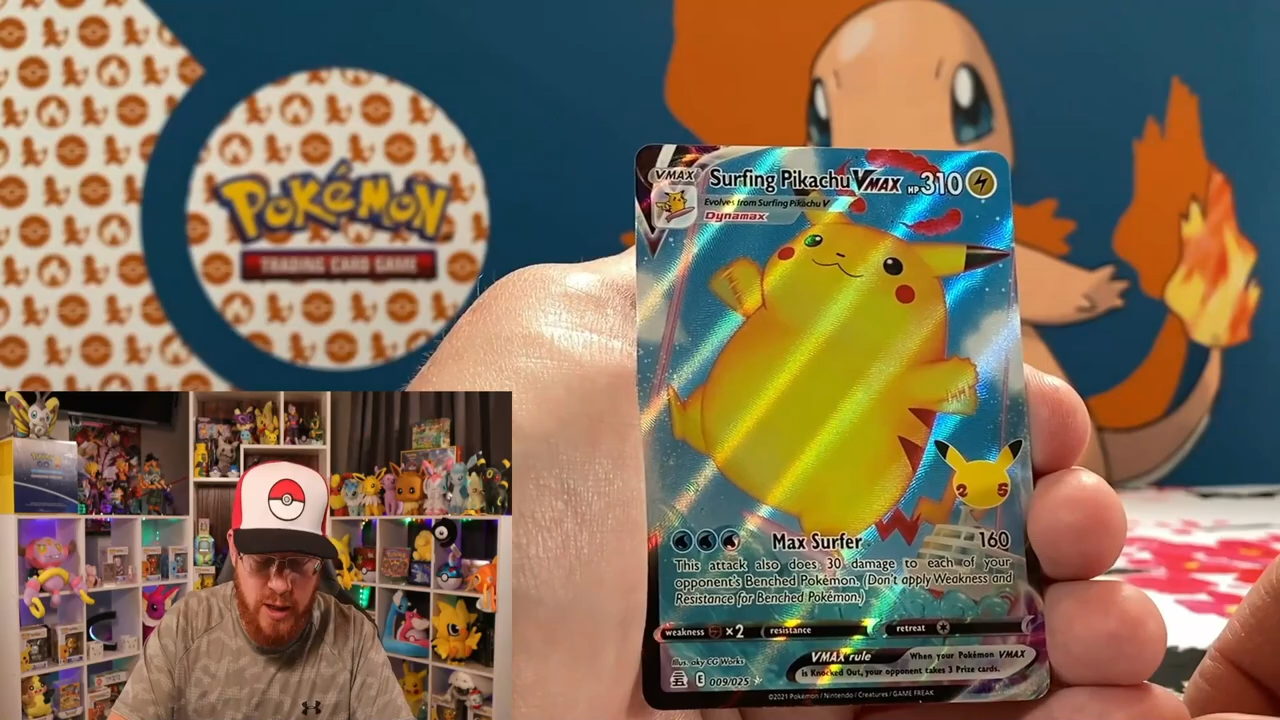 POKéMON
TRADING CARD GAME
VMAX Surfing Pikachu VMAX HP 310
Evolves from Surfing Pikachu V
Dynamax
25
Max Surfer 160
This attack also does 30 damage to each of your
opponent's Benched Pokémon. (Don't apply Weakness and
Resistance for Benched Pokémon.)
weakness ×2 resistance retreat
VMAX rule When your Pokémon VMAX
is Knocked Out, your opponent takes 3 Prize cards.
Illus. aky CG Works
E 009/025
©2021 Pokémon / Nintendo / Creatures / GAME FREAK